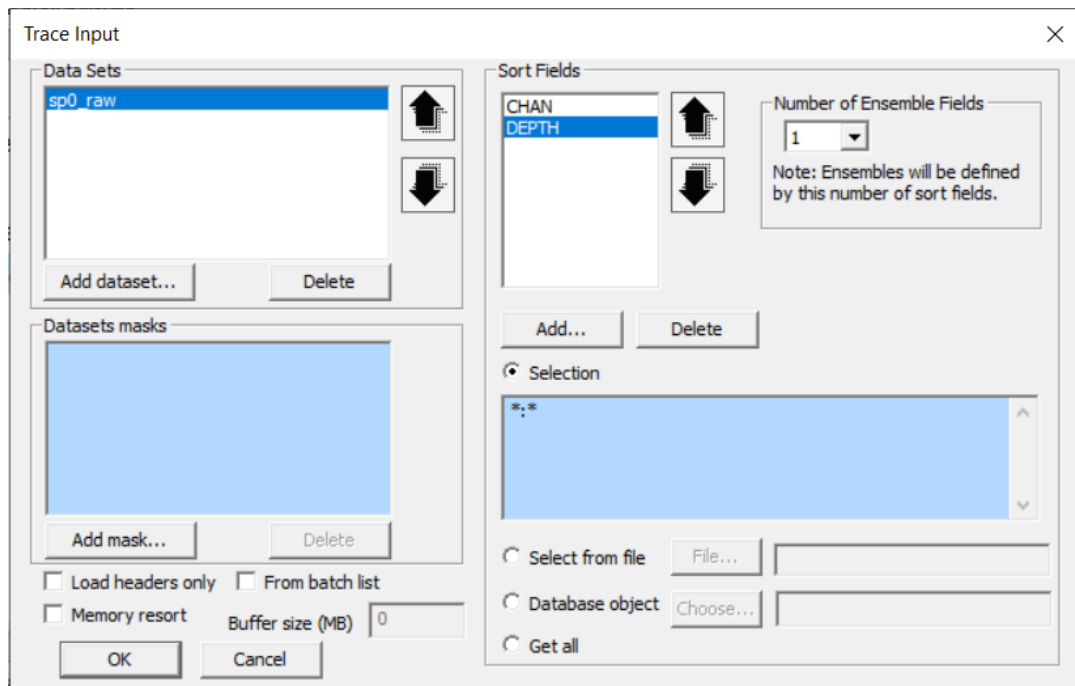 Trace Input
Data Sets
sp0_raw
Add dataset...
Delete
Datasets masks
Add mask...
Delete
Load headers only
From batch list
Memory resort
Buffer size (MB)
0
OK
Cancel
Sort Fields
CHAN
DEPTH
Number of Ensemble Fields
1
Note: Ensembles will be defined
by this number of sort fields.
Add...
Delete
Selection
*:*
Select from file
File...
Database object
Choose...
Get all